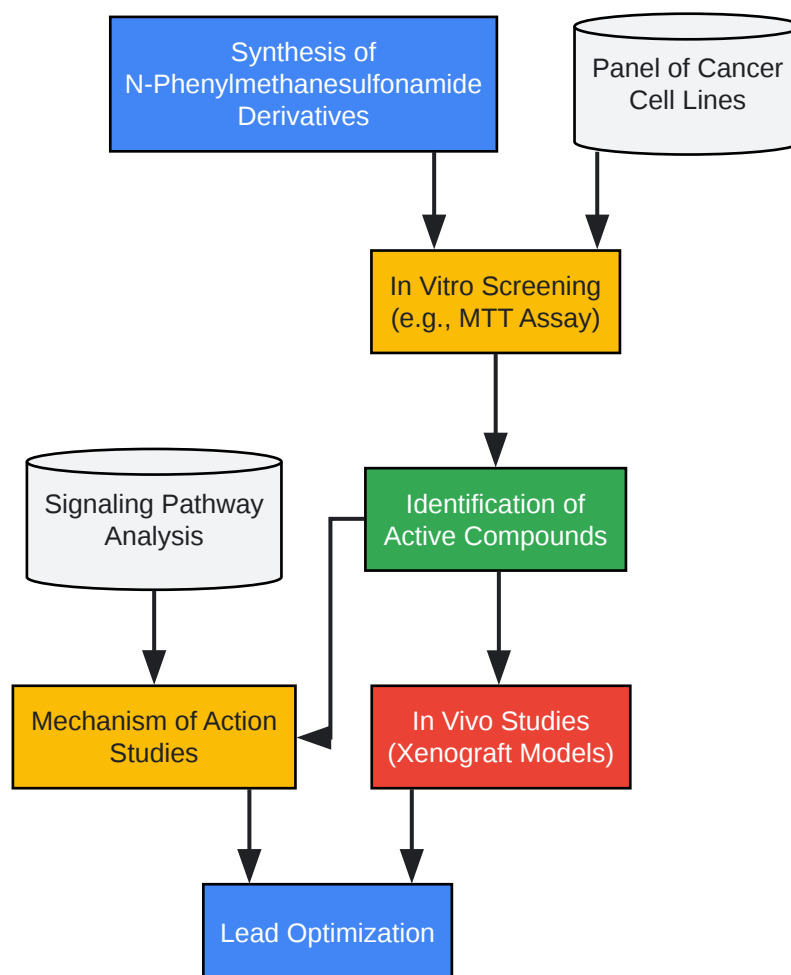 Synthesis of
N-Phenylmethanesulfonamide
Derivatives
Panel of Cancer
Cell Lines
In Vitro Screening
(e.g., MTT Assay)
Signaling Pathway
Analysis
Identification of
Active Compounds
Mechanism of Action
Studies
In Vivo Studies
(Xenograft Models)
Lead Optimization